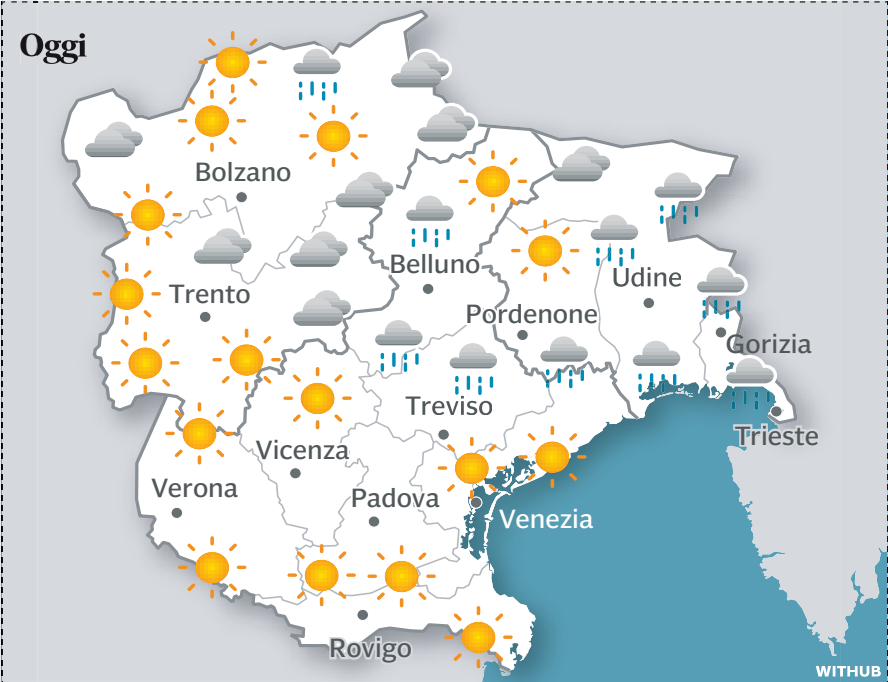 Oggi
Bolzano
Belluno
Udine
Trento
Pordenone
Gorizia
Treviso
Trieste
Vicenza
Verona
Padova
Venezia
Rovigo
WITHUB